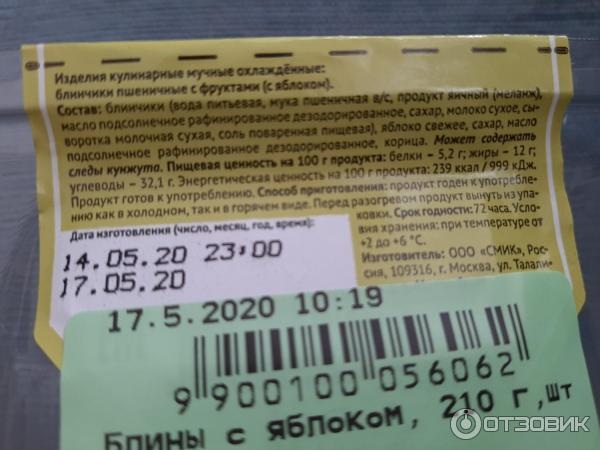 Изделия кулинарные мучные охлаждённые:
блинчики пшеничные с фруктами (с яблоком).
Состав: блинчики (вода питьевая, мука пшеничная в/с, продукт яичный (меланж),
масло подсолнечное рафинированное дезодорированное, сахар, молоко сухое, сы-
воротка молочная сухая, соль поваренная пищевая), яблоко свежее, сахар, масло
подсолнечное рафинированное дезодорированное, корица. Может содержать
следы кунжута. Пищевая ценность на 100 г продукта: белки – 5,2 г; жиры – 12 г;
углеводы – 32,1 г. Энергетическая ценность на 100 г продукта: 239 ккал / 999 кДж.
Продукт готов к употреблению. Способ приготовления: продукт годен к употребле-
нию как в холодном, так и в горячем виде. Перед разогревом продукт вынуть из упа-
ковки. Срок годности: 72 часа. Усло-
вия хранения: при температуре от
+2 до +6 °С.
Изготовитель: ООО «СМИК», Рос-
сия, 109316, г. Москва, ул. Талали-
Дата изготовления (число, месяц, год, время):
14.05.20 23:00
17.05.20
17.5.2020 10:19
9 900100 056062
Блины с яблоком, 210 г,шт
ОТЗОВИК